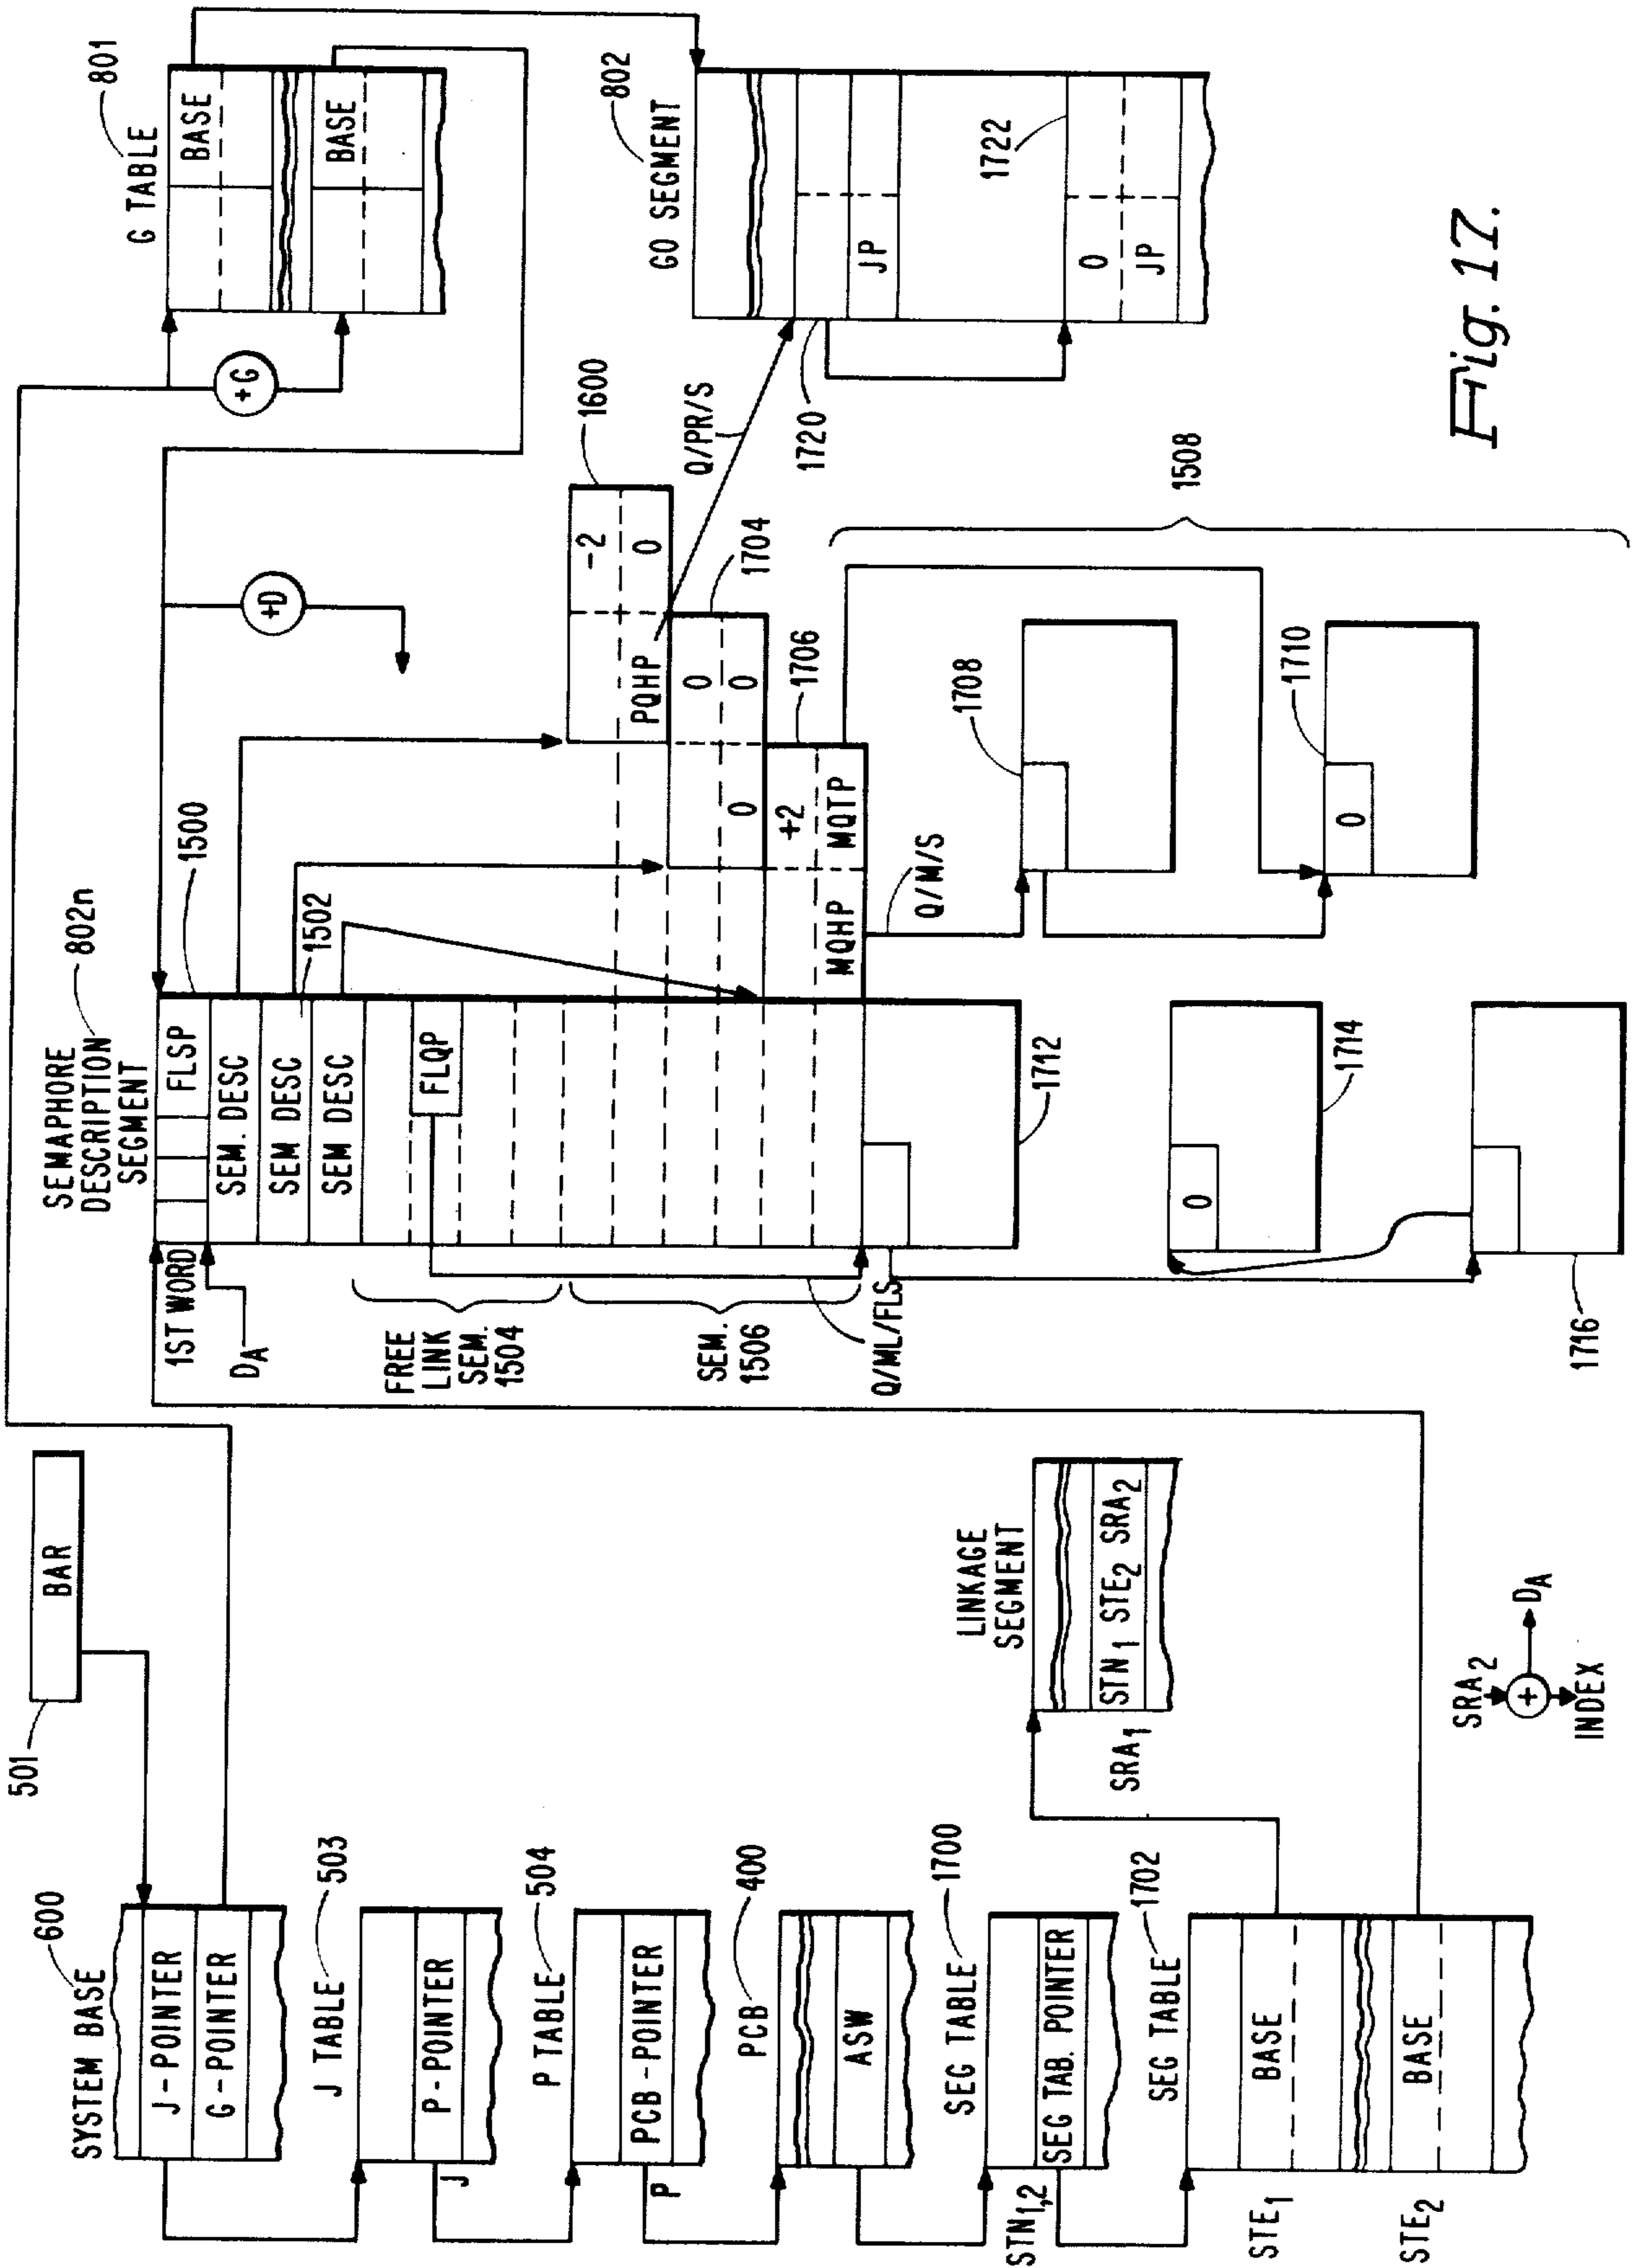 501
BAR
SYSTEM BASE
600
J-POINTER
G-POINTER
J TABLE
503
P-POINTER
J
P TABLE
504
PCB-POINTER
P
PCB
400
ASW
SEG TABLE
1700
STN1,2
SEG TAB. POINTER
SEG TABLE
1702
STE1
BASE
STE2
BASE
LINKAGE
SEGMENT
SRA1
STN1 STE2 SRA2
SRA2
+
DA
INDEX
SEMAPHORE
DESCRIPTION
SEGMENT
802n
1ST WORD
FLSP
1500
DA
SEM. DESC
SEM DESC
1502
SEM DESC
FREE
LINK
SEM.
1504
FLQP
SEM.
1506
Q/ML/FLS
1712
0
1714
1716
+D
1600
-2
PQHP
0
1704
0
0
0
1706
+2
MQHP
MQTP
Q/M/S
1708
1710
0
1508
Q/PR/S
G TABLE
801
BASE
BASE
+G
GO SEGMENT
802
JP
1720
1722
0
JP
Fig. 17.